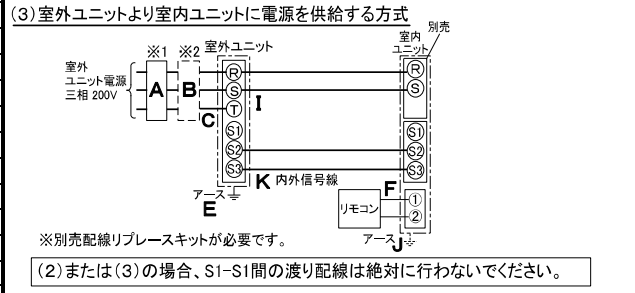 (3)室外ユニットより室内ユニットに電源を供給する方式
※1 ※2 室外ユニット
室内
ユニット
別売
室外
ユニット電源
三相 200V
A B C I
R S T S1 S2 S3
R S
S1 S2 S3
K 内外信号線
アース
E
リモコン
F
① ②
アース J
※別売配線リプレースキットが必要です。
(2)または(3)の場合、S1-S1間の渡り配線は絶対に行わないでください。